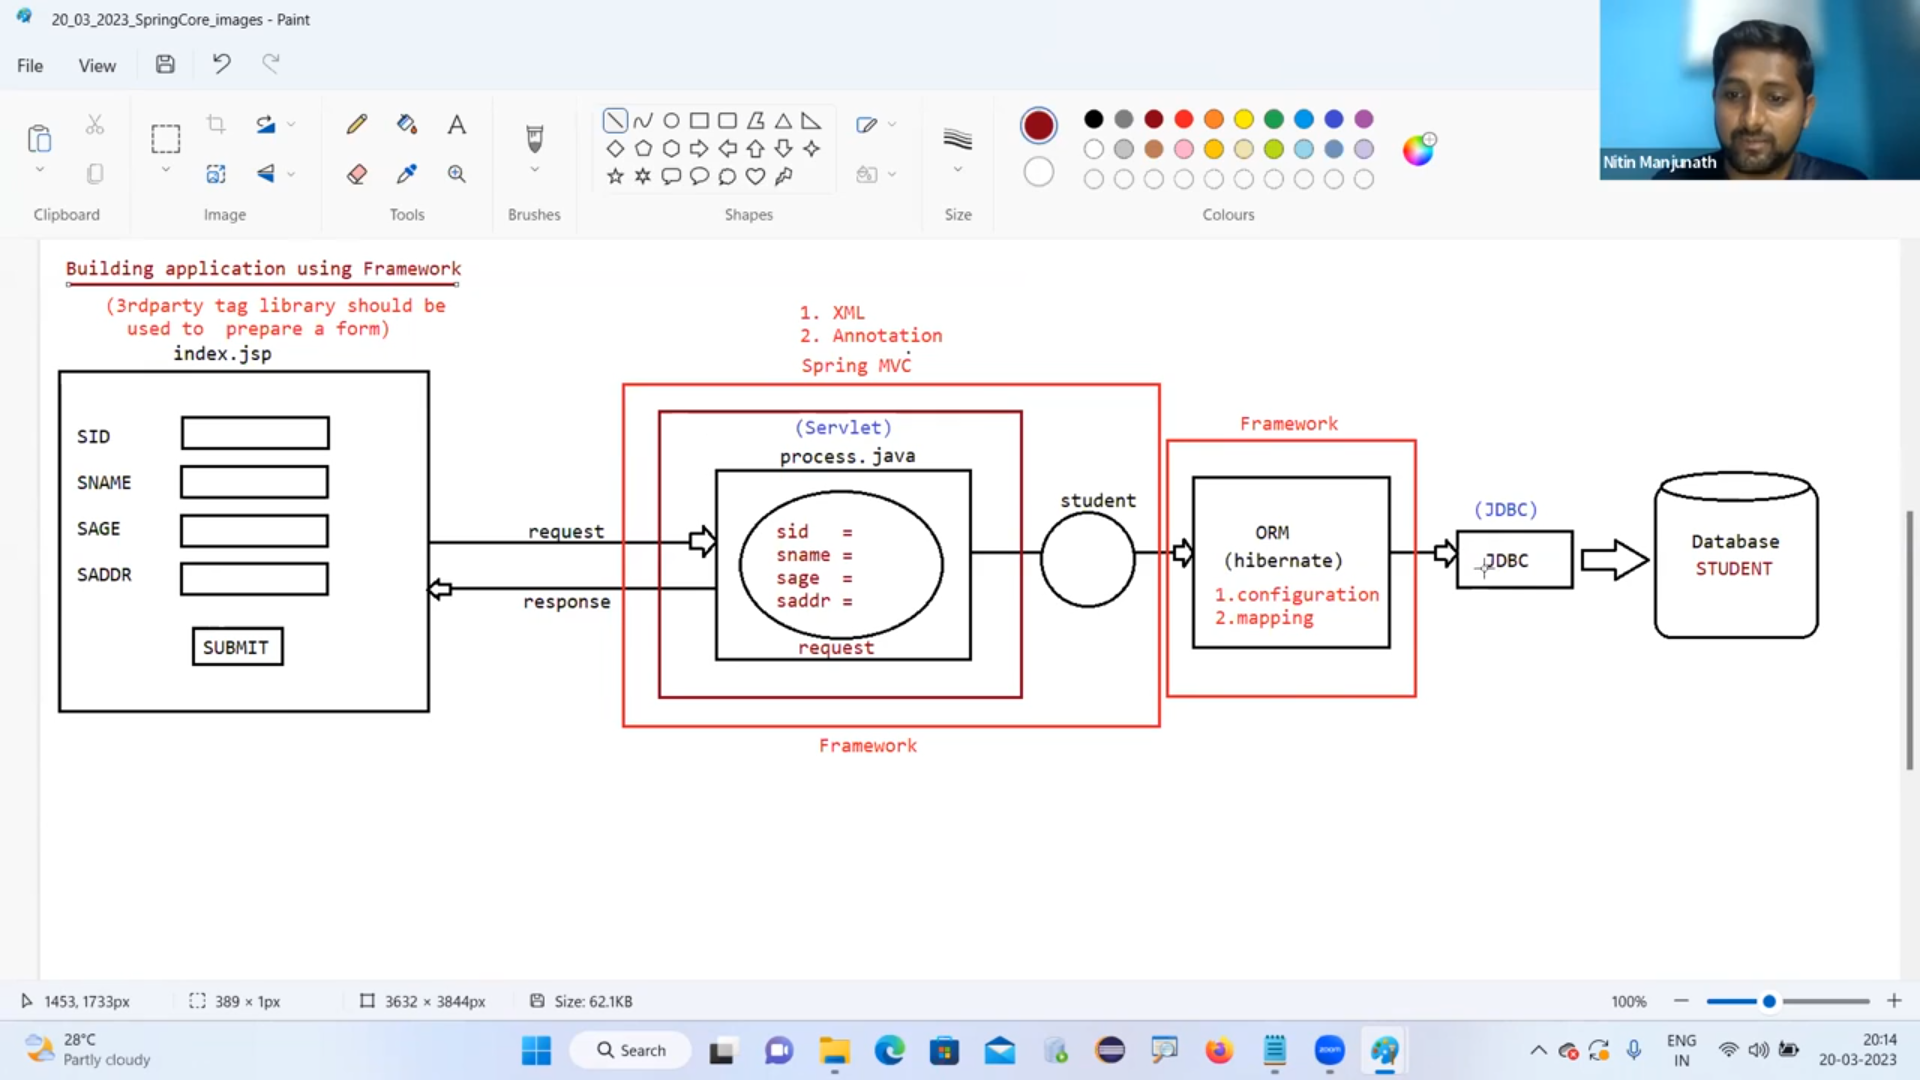 20_03_2023_SpringCore_images - Paint
File
View
Clipboard
Image
Tools
Brushes
Shapes
Size
Colours
Nitin Manjunath
Building application using Framework
(3rdparty tag library should be
used to prepare a form)
index.jsp
SID
SNAME
SAGE
SADDR
SUBMIT
request
response
1. XML
2. Annotation
Spring MVC
(Servlet)
process.java
sid =
sname =
sage =
saddr =
request
Framework
student
Framework
ORM
(hibernate)
1.configuration
2.mapping
(JDBC)
JDBC
Database
STUDENT
1453, 1733px
389 × 1px
3632 × 3844px
Size: 62.1KB
100%
28°C
Partly cloudy
Search
zoom
ENG
IN
20:14
20-03-2023